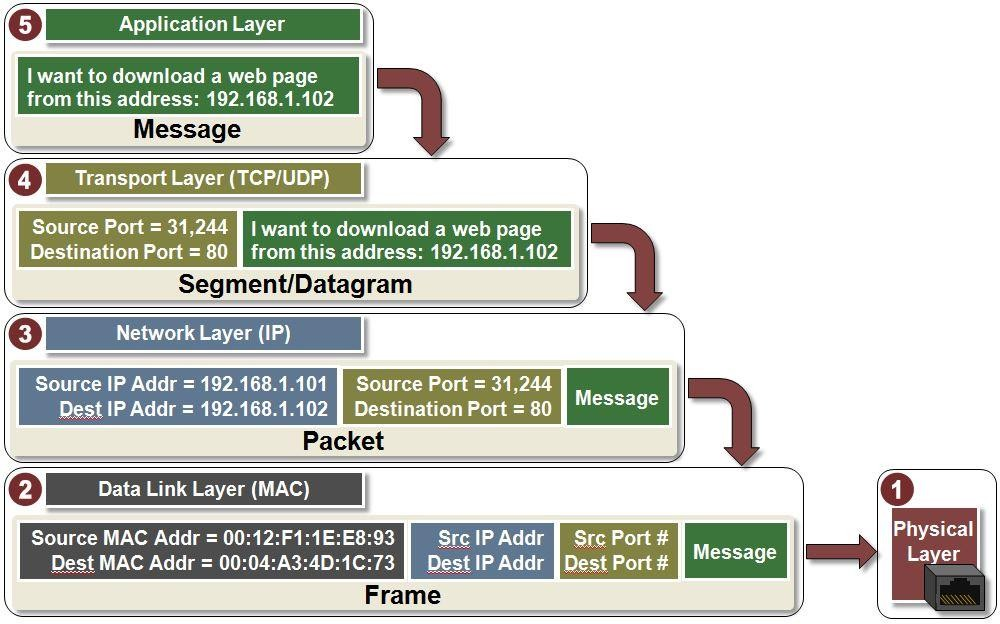 5
Application Layer
I want to download a web page
from this address: 192.168.1.102
Message
4
Transport Layer (TCP/UDP)
Source Port = 31,244
Destination Port = 80
I want to download a web page
from this address: 192.168.1.102
Segment/Datagram
3
Network Layer (IP)
Source IP Addr = 192.168.1.101
Dest IP Addr = 192.168.1.102
Source Port = 31,244
Destination Port = 80
Message
Packet
2
Data Link Layer (MAC)
Source MAC Addr = 00:12:F1:1E:E8:93
Dest MAC Addr = 00:04:A3:4D:1C:73
Src IP Addr
Dest IP Addr
Src Port #
Dest Port #
Message
Frame
1
Physical
Layer